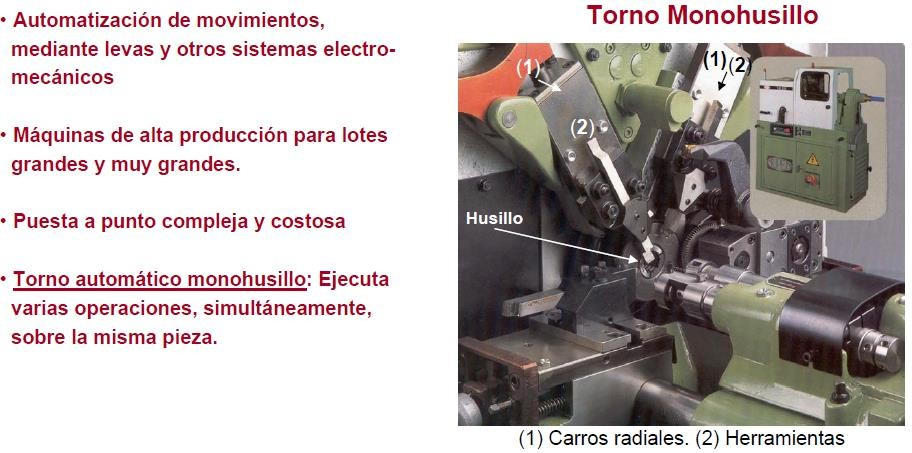 • Automatización de movimientos,
mediante levas y otros sistemas electro-
mecánicos
• Máquinas de alta producción para lotes
grandes y muy grandes.
• Puesta a punto compleja y costosa
• Torno automático monohusillo: Ejecuta
varias operaciones, simultáneamente,
sobre la misma pieza.
Torno Monohusillo
(1)
(1) (2)
(2)
Husillo
(1) Carros radiales. (2) Herramientas